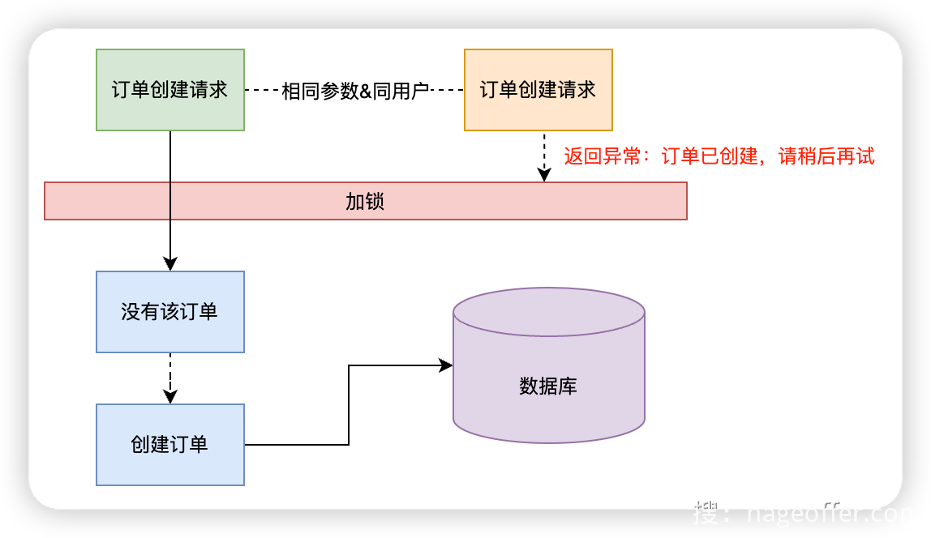 订单创建请求
相同参数&同用户
订单创建请求
返回异常：订单已创建，请稍后再试
加锁
没有该订单
创建订单
数据库
搜：nageoffer.com